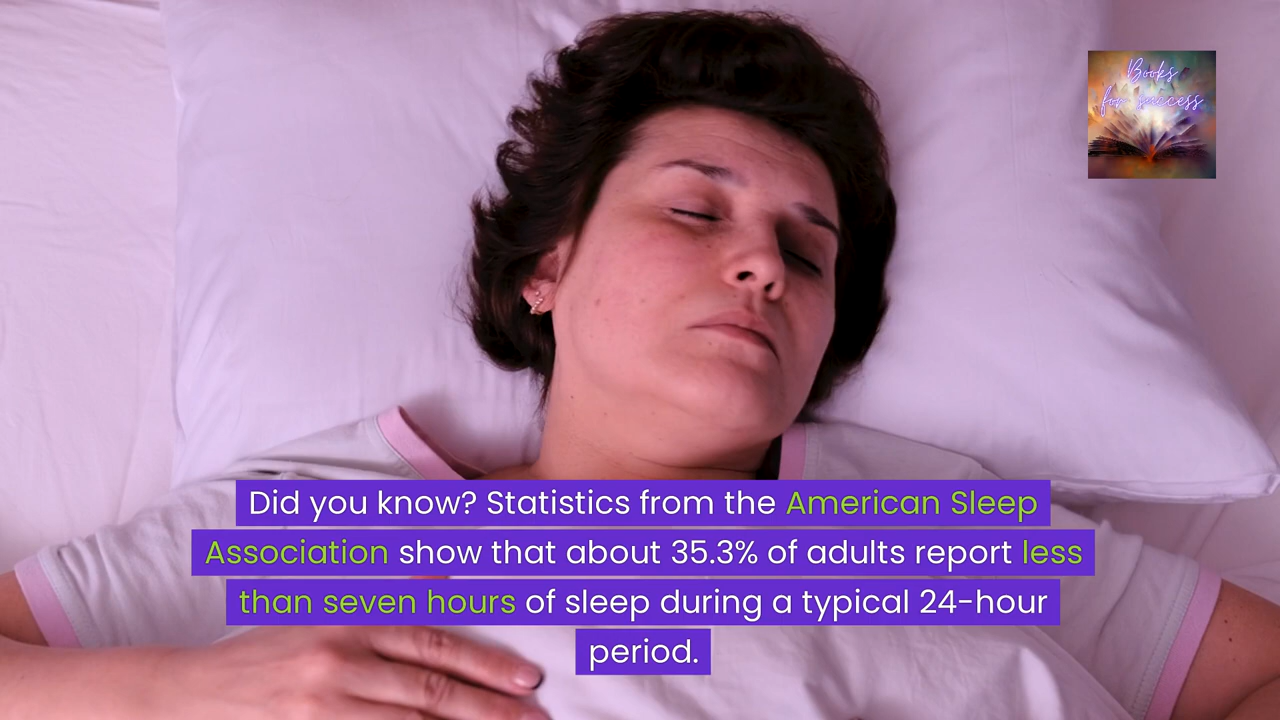 Books
for success
Did you know? Statistics from the American Sleep
Association show that about 35.3% of adults report less
than seven hours of sleep during a typical 24-hour
period.